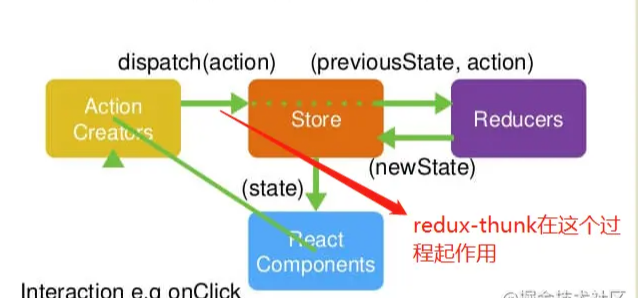 dispatch(action)
(previousState, action)
Action
Creators
Store
Reducers
(newState)
(state)
React
Components
redux-thunk在这个过
程起作用
Interaction e.g onClick
@掘金技术社区